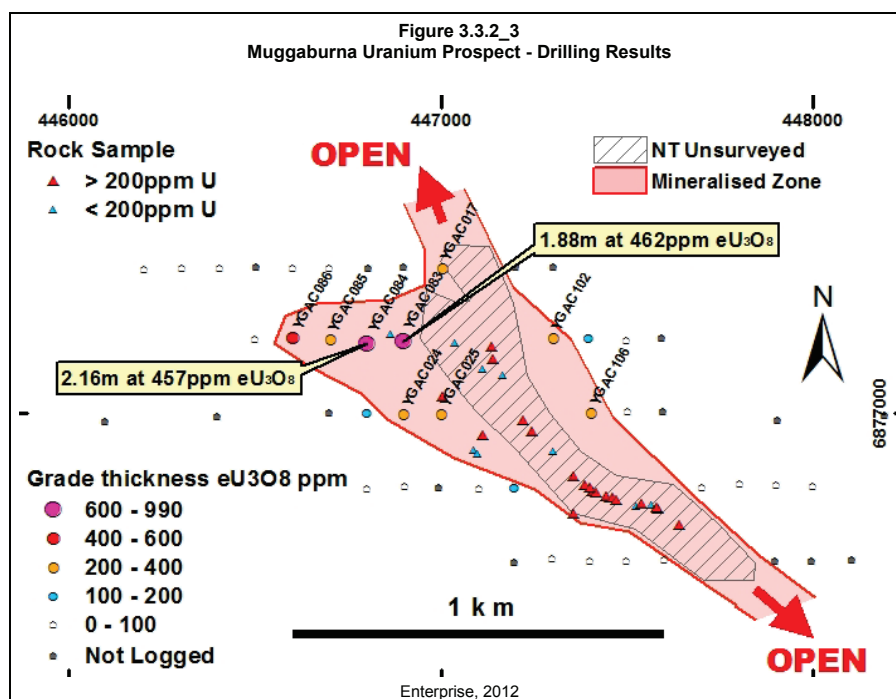 Figure 3.3.2_3
Muggaburna Uranium Prospect - Drilling Results
446000
447000
448000
OPEN
Rock Sample
> 200ppm U
< 200ppm U
NT Unsurveyed
Mineralised Zone
YGAC017
1.88m at 462ppm eU₃O₈
YGAC086
YGAC085
YGAC084
YGAC083
YGAC102
N
2.16m at 457ppm eU₃O₈
YGAC024
YGAC025
YGAC106
6877000
Grade thickness eU3O8 ppm
600 - 990
400 - 600
200 - 400
100 - 200
0 - 100
Not Logged
1 km
OPEN
Enterprise, 2012